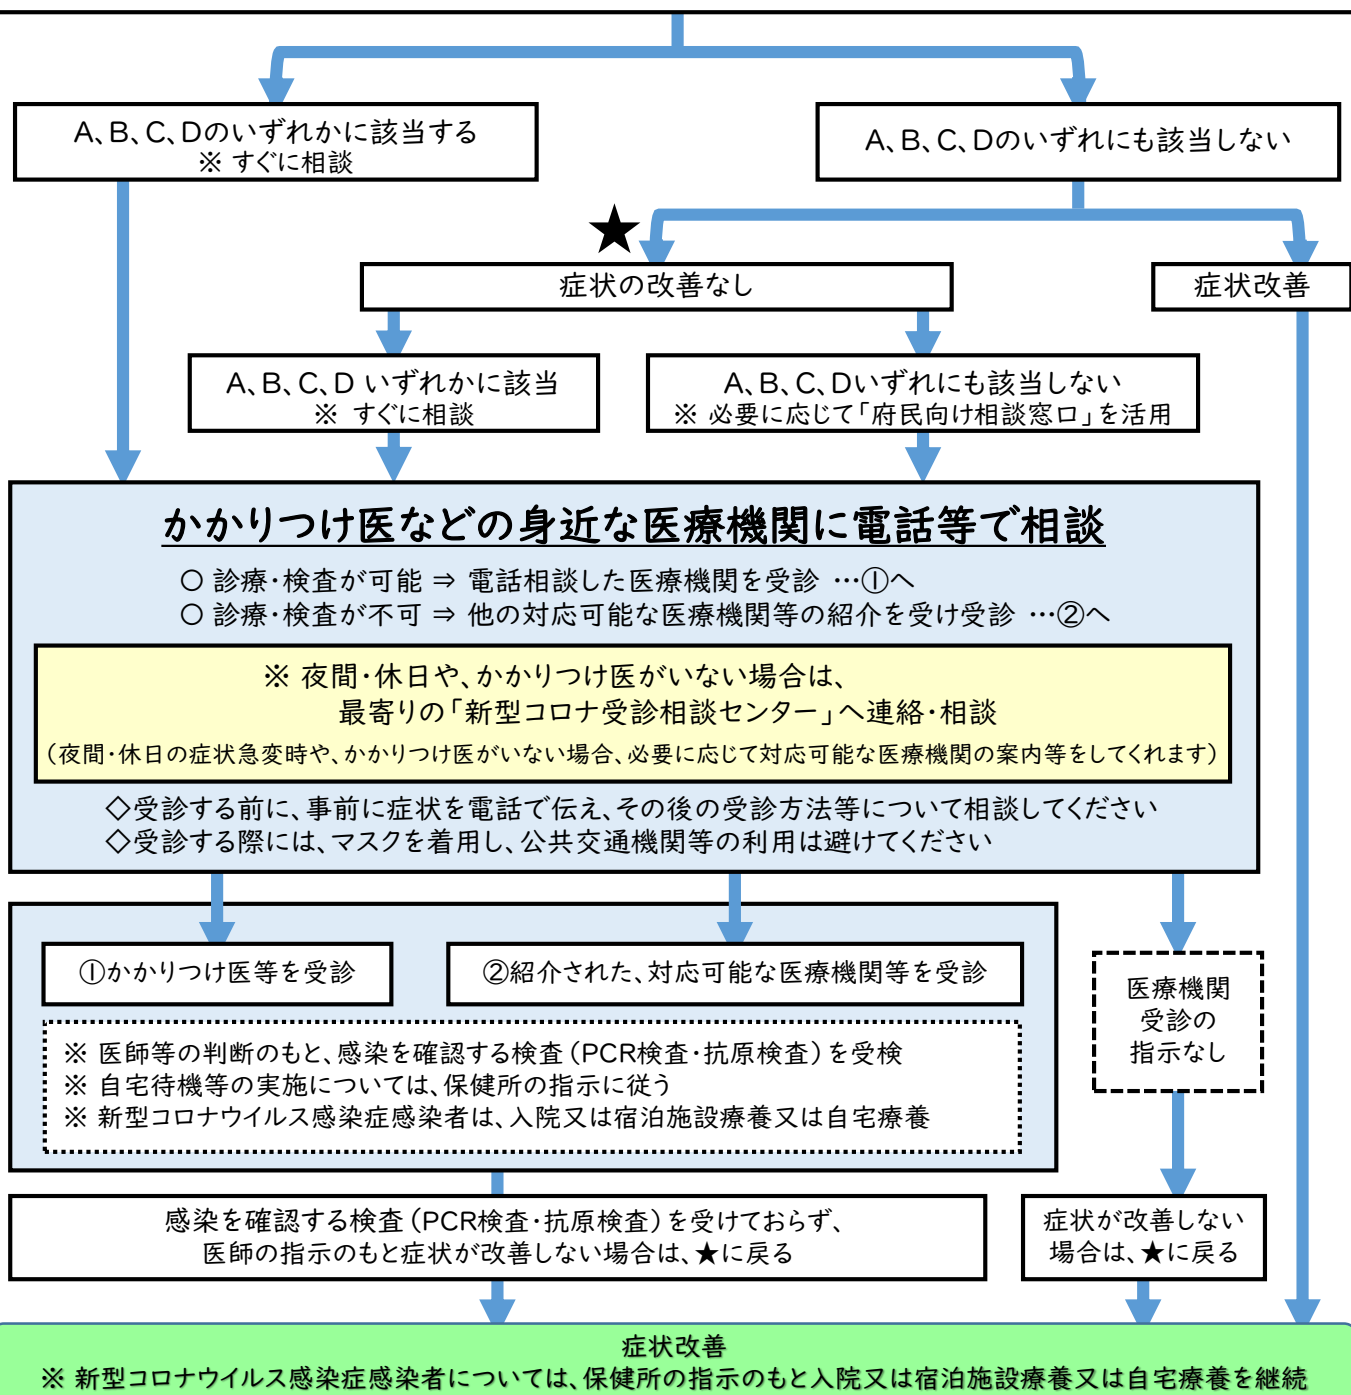 A、B、C、Dのいずれかに該当する
※ すぐに相談
A、B、C、Dのいずれにも該当しない
★
症状の改善なし
症状改善
A、B、C、D いずれかに該当
※ すぐに相談
A、B、C、Dいずれにも該当しない
※ 必要に応じて「府民向け相談窓口」を活用
かかりつけ医などの身近な医療機関に電話等で相談
○ 診療・検査が可能 ⇒ 電話相談した医療機関を受診 …①へ
○ 診療・検査が不可 ⇒ 他の対応可能な医療機関等の紹介を受け受診 …②へ
※ 夜間・休日や、かかりつけ医がいない場合は、
最寄りの「新型コロナ受診相談センター」へ連絡・相談
(夜間・休日の症状急変時や、かかりつけ医がいない場合、必要に応じて対応可能な医療機関の案内等をしてくれます)
◇受診する前に、事前に症状を電話で伝え、その後の受診方法等について相談してください
◇受診する際には、マスクを着用し、公共交通機関等の利用は避けてください
①かかりつけ医等を受診
②紹介された、対応可能な医療機関等を受診
※ 医師等の判断のもと、感染を確認する検査(PCR検査・抗原検査)を受検
※ 自宅待機等の実施については、保健所の指示に従う
※ 新型コロナウイルス感染症感染者は、入院又は宿泊施設療養又は自宅療養
医療機関
受診の
指示なし
感染を確認する検査(PCR検査・抗原検査)を受けておらず、
医師の指示のもと症状が改善しない場合は、★に戻る
症状が改善しない
場合は、★に戻る
症状改善
※ 新型コロナウイルス感染症感染者については、保健所の指示のもと入院又は宿泊施設療養又は自宅療養を継続